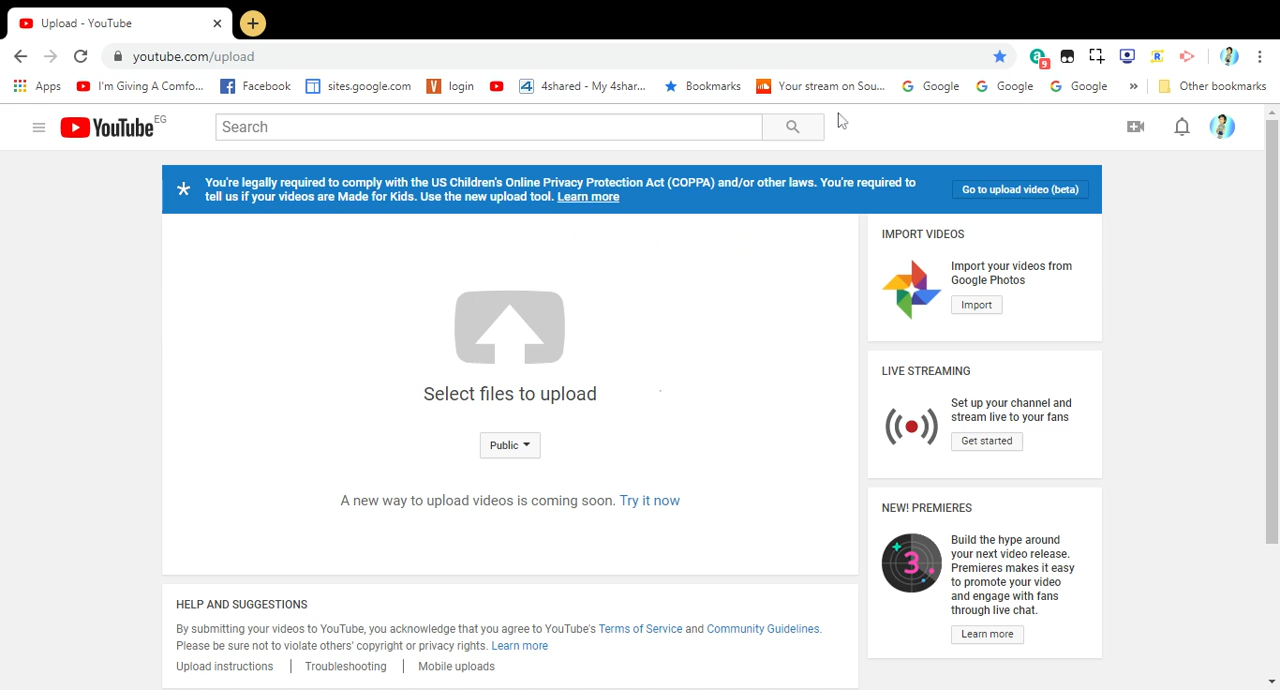 Upload - YouTube
youtube.com/upload
9
Apps
I'm Giving A Comfo...
Facebook
sites.google.com
login
4shared - My 4shar...
Bookmarks
Your stream on Sou...
Google
Google
Google
»
Other bookmarks
YouTube EG
Search
You're legally required to comply with the US Children's Online Privacy Protection Act (COPPA) and/or other laws. You're required to
tell us if your videos are Made for Kids. Use the new upload tool. Learn more
Go to upload video (beta)
Select files to upload
Public
A new way to upload videos is coming soon. Try it now
IMPORT VIDEOS
Import your videos from
Google Photos
Import
LIVE STREAMING
Set up your channel and
stream live to your fans
Get started
NEW! PREMIERES
3
Build the hype around
your next video release.
Premieres makes it easy
to promote your video
and engage with fans
through live chat.
Learn more
HELP AND SUGGESTIONS
By submitting your videos to YouTube, you acknowledge that you agree to YouTube's Terms of Service and Community Guidelines.
Please be sure not to violate others' copyright or privacy rights. Learn more
Upload instructions | Troubleshooting | Mobile uploads